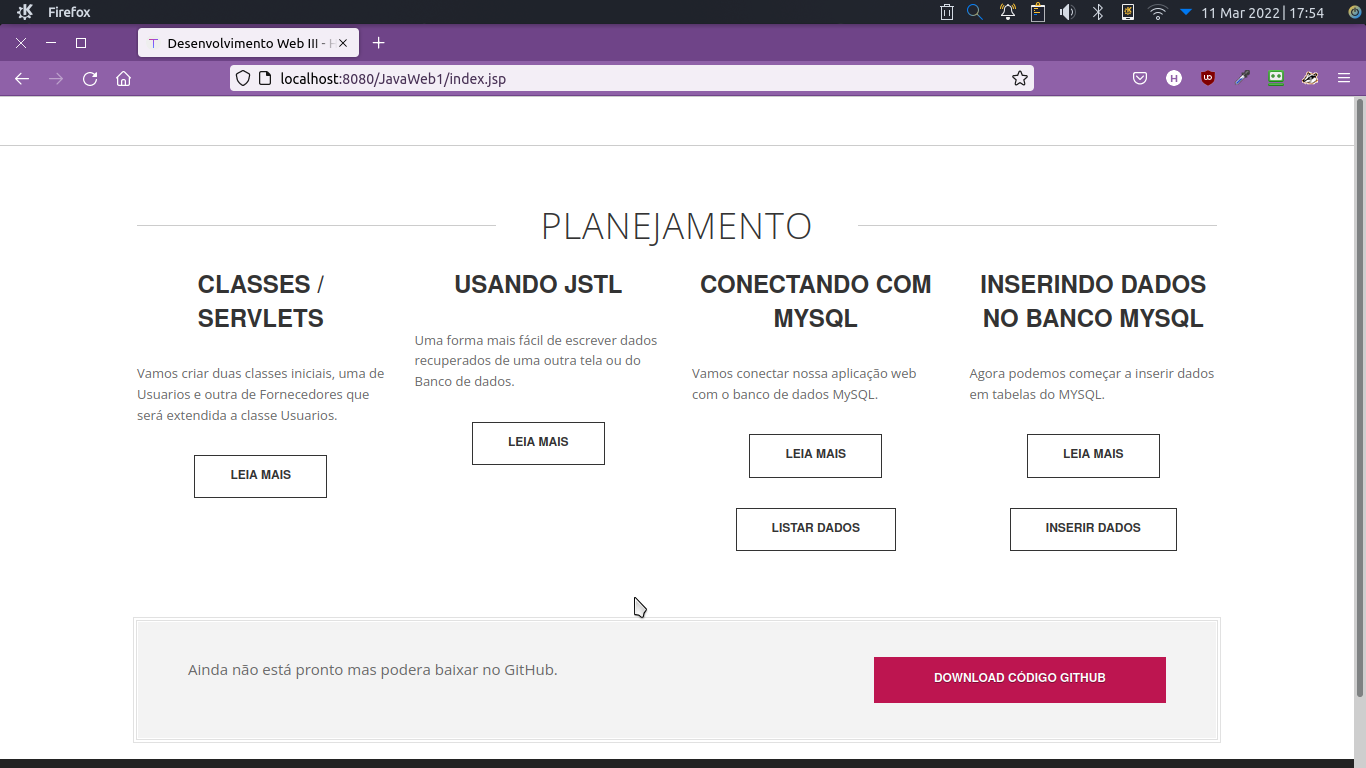 Firefox
11 Mar 2022 | 17:54
Desenvolvimento Web III - H
localhost:8080/JavaWeb1/index.jsp
PLANEJAMENTO
CLASSES /
SERVLETS
Vamos criar duas classes iniciais, uma de
Usuarios e outra de Fornecedores que
será extendida a classe Usuarios.
LEIA MAIS
USANDO JSTL
Uma forma mais fácil de escrever dados
recuperados de uma outra tela ou do
Banco de dados.
LEIA MAIS
CONECTANDO COM
MYSQL
Vamos conectar nossa aplicação web
com o banco de dados MySQL.
LEIA MAIS
LISTAR DADOS
INSERINDO DADOS
NO BANCO MYSQL
Agora podemos começar a inserir dados
em tabelas do MYSQL.
LEIA MAIS
INSERIR DADOS
Ainda não está pronto mas podera baixar no GitHub.
DOWNLOAD CÓDIGO GITHUB